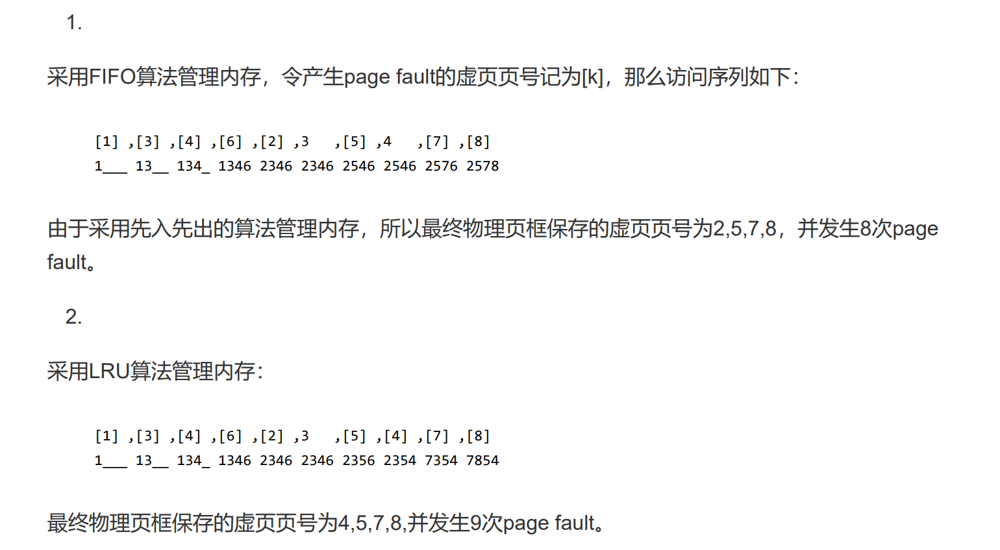 1.
采用FIFO算法管理内存，令产生page fault的虚页页号记为[k]，那么访问序列如下：
[1] ,[3] ,[4] ,[6] ,[2] ,3   ,[5] ,4   ,[7] ,[8]
1___ 13__ 134_ 1346 2346 2346 2546 2546 2576 2578
由于采用先入先出的算法管理内存，所以最终物理页框保存的虚页页号为2,5,7,8，并发生8次page
fault。
2.
采用LRU算法管理内存：
[1] ,[3] ,[4] ,[6] ,[2] ,3   ,[5] ,[4] ,[7] ,[8]
1___ 13__ 134_ 1346 2346 2346 2356 2354 7354 7854
最终物理页框保存的虚页页号为4,5,7,8,并发生9次page fault。